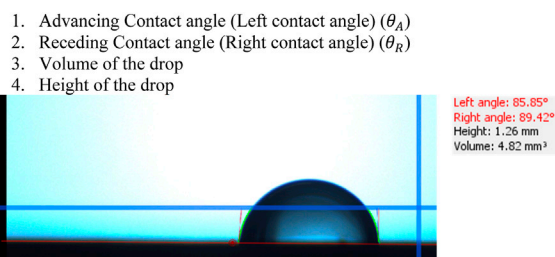 1. Advancing Contact angle (Left contact angle) (θA)
2. Receding Contact angle (Right contact angle) (θR)
3. Volume of the drop
4. Height of the drop
Left angle: 85.85°
Right angle: 89.42°
Height: 1.26 mm
Volume: 4.82 mm³